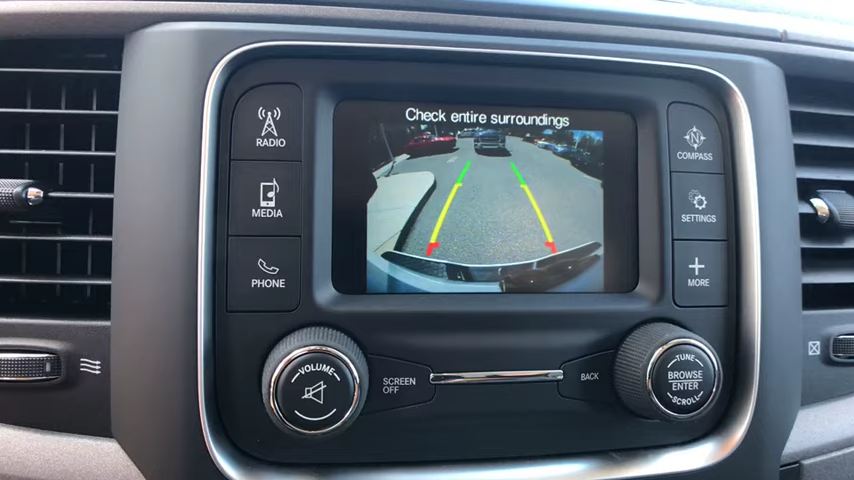 Check entire surroundings
RADIO
MEDIA
PHONE
N
COMPASS
SETTINGS
MORE
VOLUME
SCREEN
OFF
BACK
TUNE
BROWSE
ENTER
SCROLL